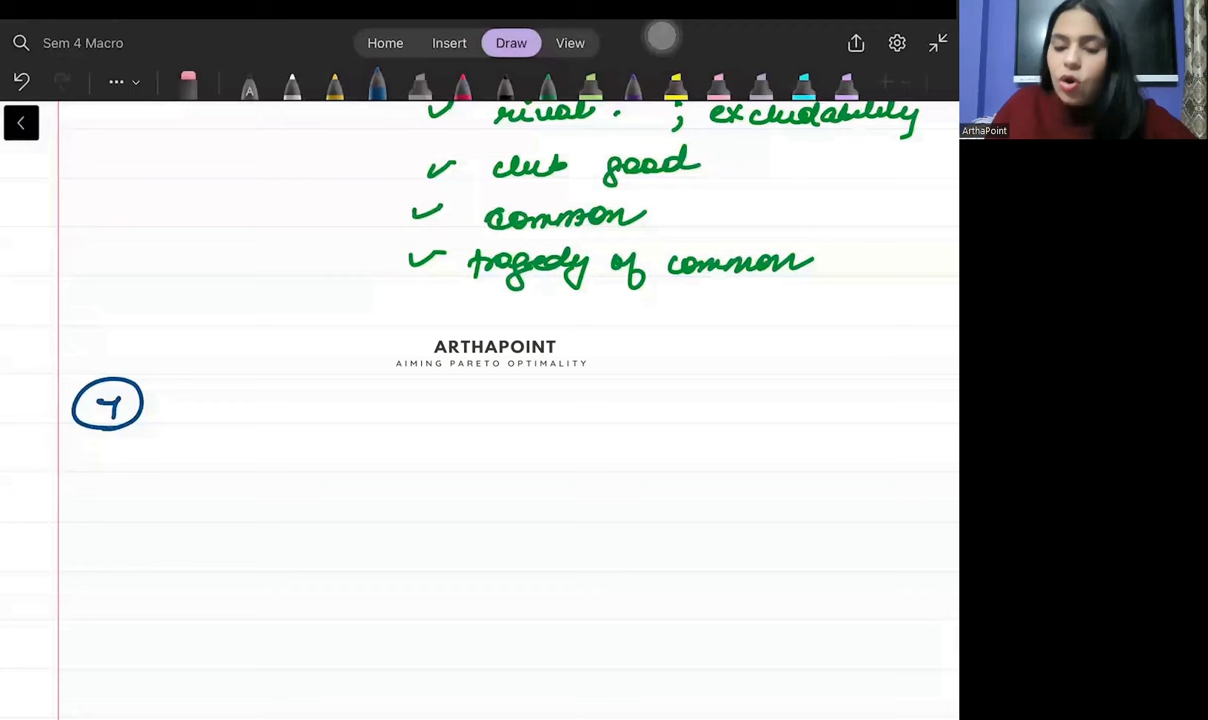 Sem 4 Macro
Home Insert Draw View
A
rival . ; excludability
club good
common
tragedy of common
ARTHAPOINT
AIMING PARETO OPTIMALITY
ArthaPoint